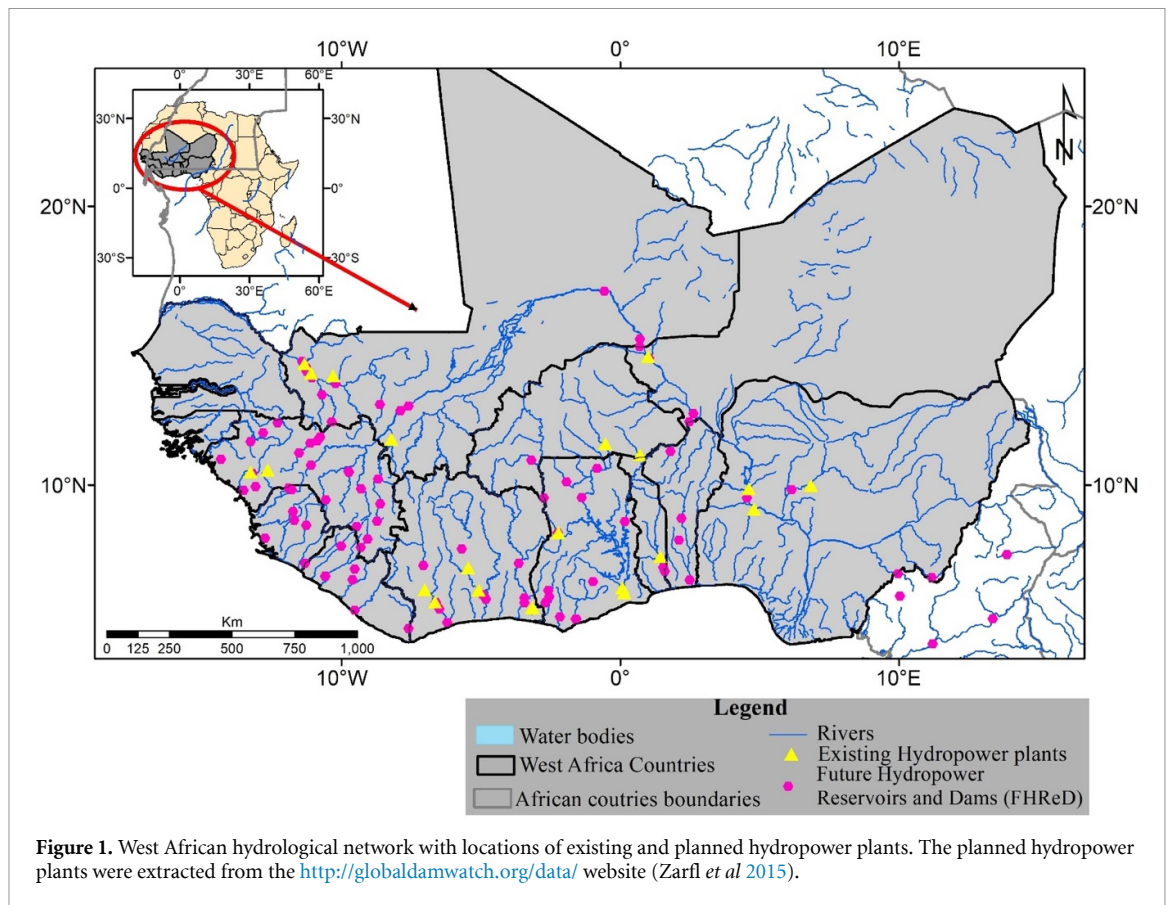 10°W 0° 10°E
0° 30°E 60°E
30°N 30°N
0° 0°
30°S 30°S
0° 30°E 60°E
N
20°N 20°N
10°N 10°N
Km
0 125 250 500 750 1,000
10°W 0° 10°E
Legend
Water bodies
West Africa Countries
African coutries boundaries
Rivers
Existing Hydropower plants
Future Hydropower
Reservoirs and Dams (FHReD)
Figure 1. West African hydrological network with locations of existing and planned hydropower plants. The planned hydropower
plants were extracted from the http://globaldamwatch.org/data/ website (Zarfl et al 2015).